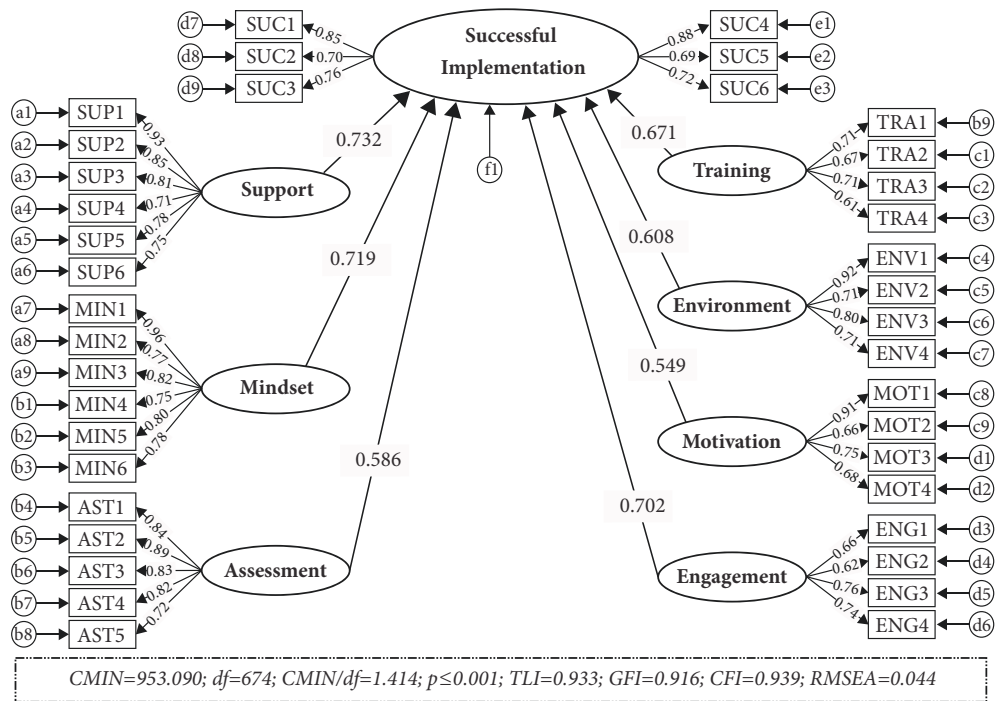 d7 SUC1 0.85
d8 SUC2 0.70
d9 SUC3 0.76
Successful
Implementation
0.88 SUC4 e1
0.69 SUC5 e2
0.72 SUC6 e3
f1
a1 SUP1 0.93
a2 SUP2 0.85
a3 SUP3 0.81
a4 SUP4 0.71
a5 SUP5 0.78
a6 SUP6 0.75
Support
0.732
a7 MIN1 0.96
a8 MIN2 0.77
a9 MIN3 0.82
b1 MIN4 0.75
b2 MIN5 0.80
b3 MIN6 0.78
Mindset
0.719
b4 AST1 0.84
b5 AST2 0.89
b6 AST3 0.83
b7 AST4 0.82
b8 AST5 0.72
Assessment
0.586
0.671
Training
0.71 TRA1 b9
0.67 TRA2 c1
0.71 TRA3 c2
0.61 TRA4 c3
0.608
Environment
0.92 ENV1 c4
0.71 ENV2 c5
0.80 ENV3 c6
0.71 ENV4 c7
0.549
Motivation
0.91 MOT1 c8
0.66 MOT2 c9
0.75 MOT3 d1
0.68 MOT4 d2
0.702
Engagement
0.66 ENG1 d3
0.62 ENG2 d4
0.76 ENG3 d5
0.74 ENG4 d6
CMIN=953.090; df=674; CMIN/df=1.414; p≤0.001; TLI=0.933; GFI=0.916; CFI=0.939; RMSEA=0.044